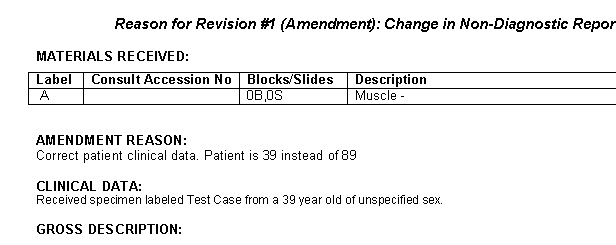 Reason for Revision #1 (Amendment): Change in Non-Diagnostic Repor
MATERIALS RECEIVED:
Label Consult Accession No Blocks/Slides Description
A 0B,0S Muscle -
AMENDMENT REASON:
Correct patient clinical data. Patient is 39 instead of 89
CLINICAL DATA:
Received specimen labeled Test Case from a 39 year old of unspecified sex.
GROSS DESCRIPTION: